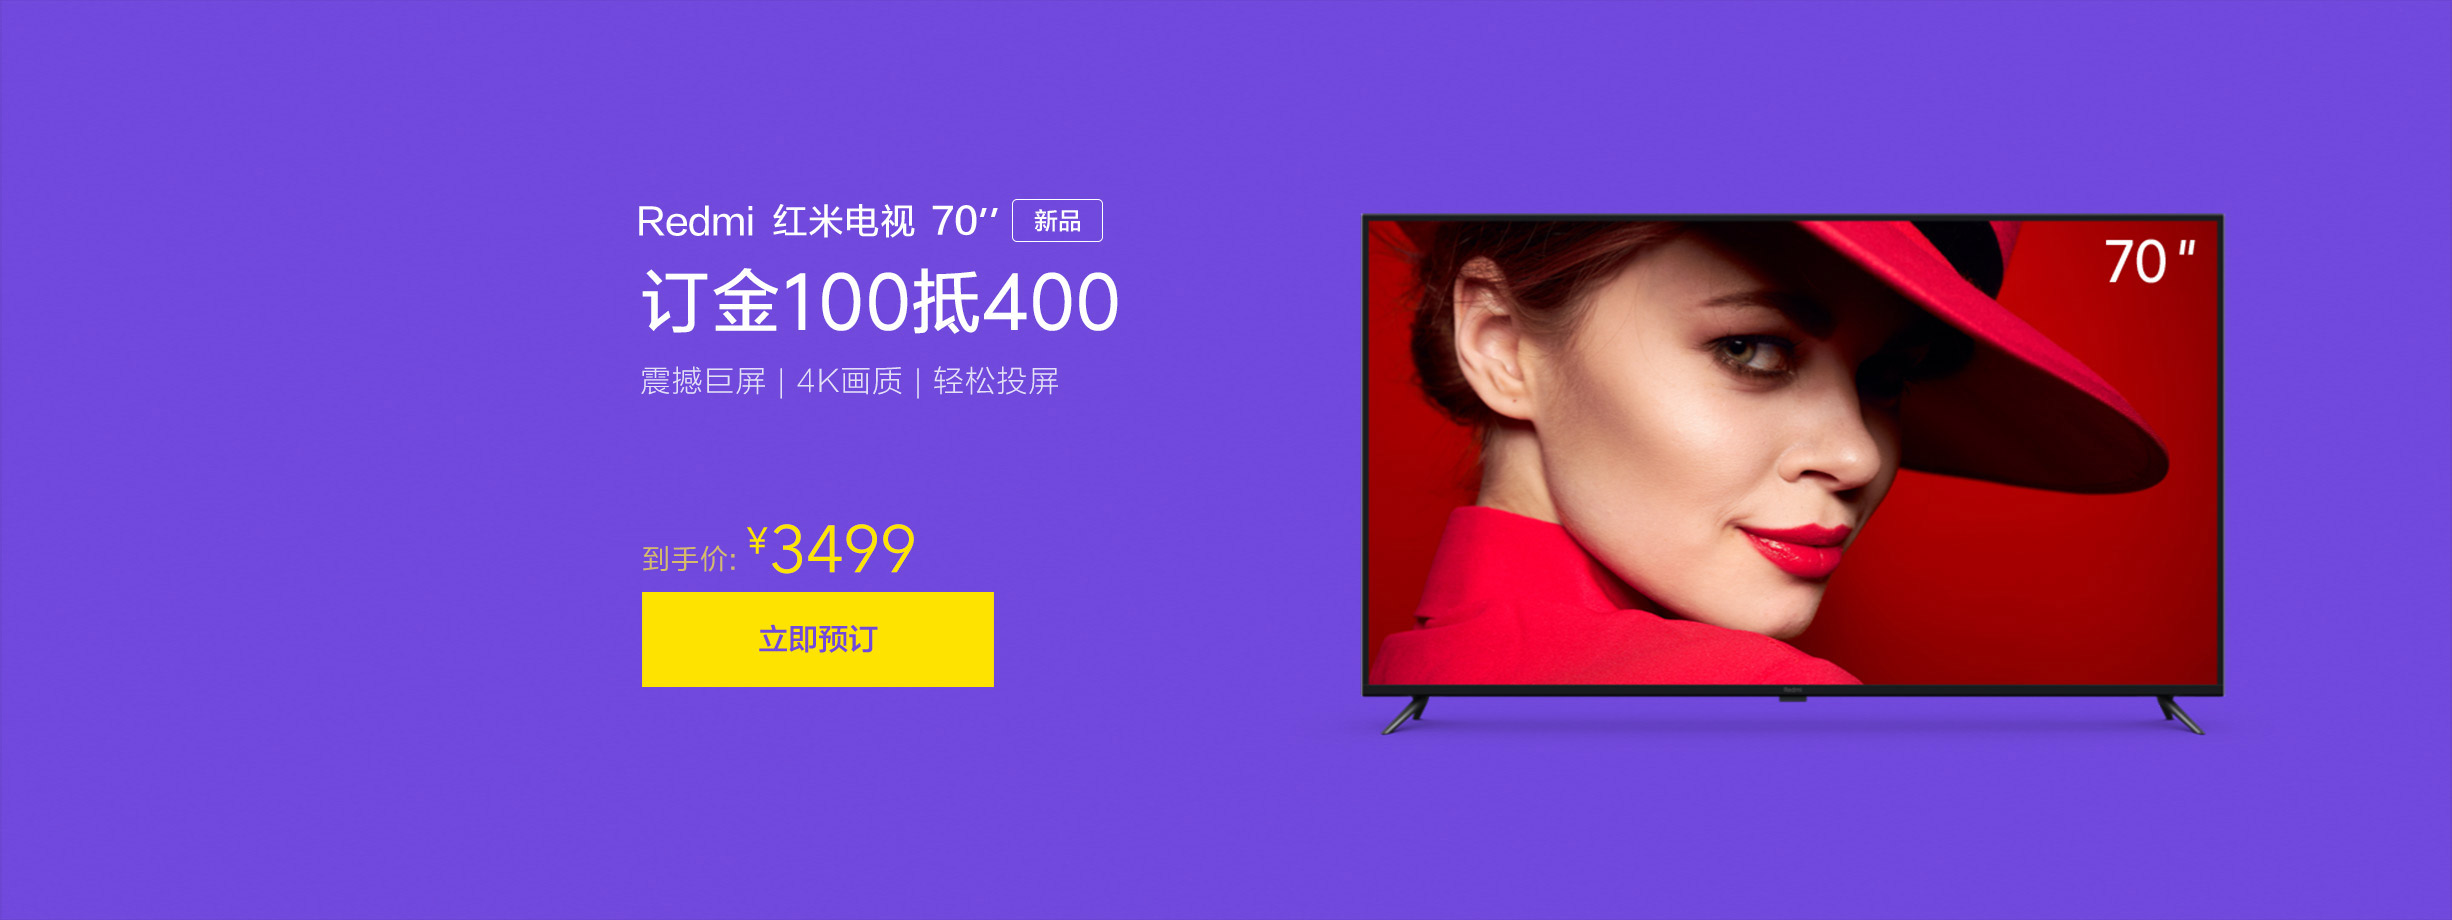 Redmi 红米电视 70′′ 新品
订金100抵400
震撼巨屏 | 4K画质 | 轻松投屏
到手价: ¥3499
立即预订
70"
Redmi